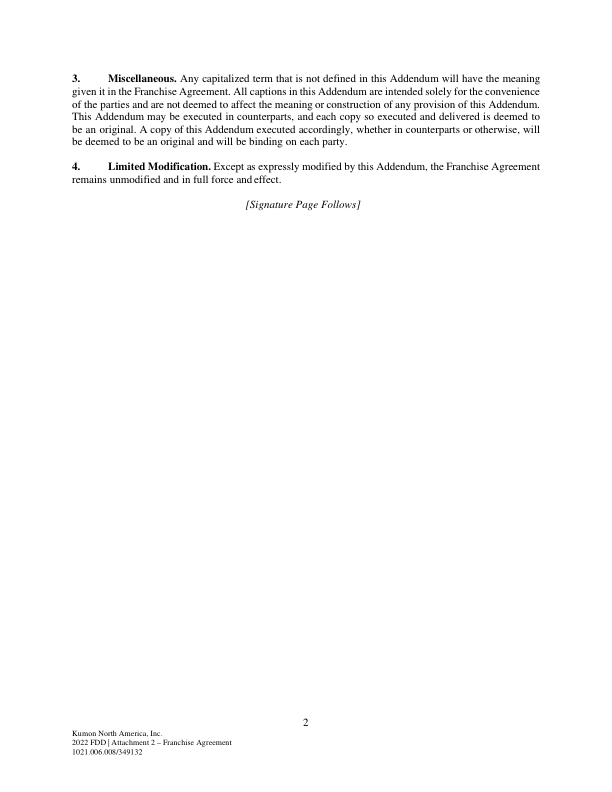 3. Miscellaneous. Any capitalized term that is not defined in this Addendum will have the meaning
given it in the Franchise Agreement. All captions in this Addendum are intended solely for the convenience
of the parties and are not deemed to affect the meaning or construction of any provision of this Addendum.
This Addendum may be executed in counterparts, and each copy so executed and delivered is deemed to
be an original. A copy of this Addendum executed accordingly, whether in counterparts or otherwise, will
be deemed to be an original and will be binding on each party.
4. Limited Modification. Except as expressly modified by this Addendum, the Franchise Agreement
remains unmodified and in full force and effect.
[Signature Page Follows]
2
Kumon North America, Inc.
2022 FDD | Attachment 2 – Franchise Agreement
1021.006.008/349132